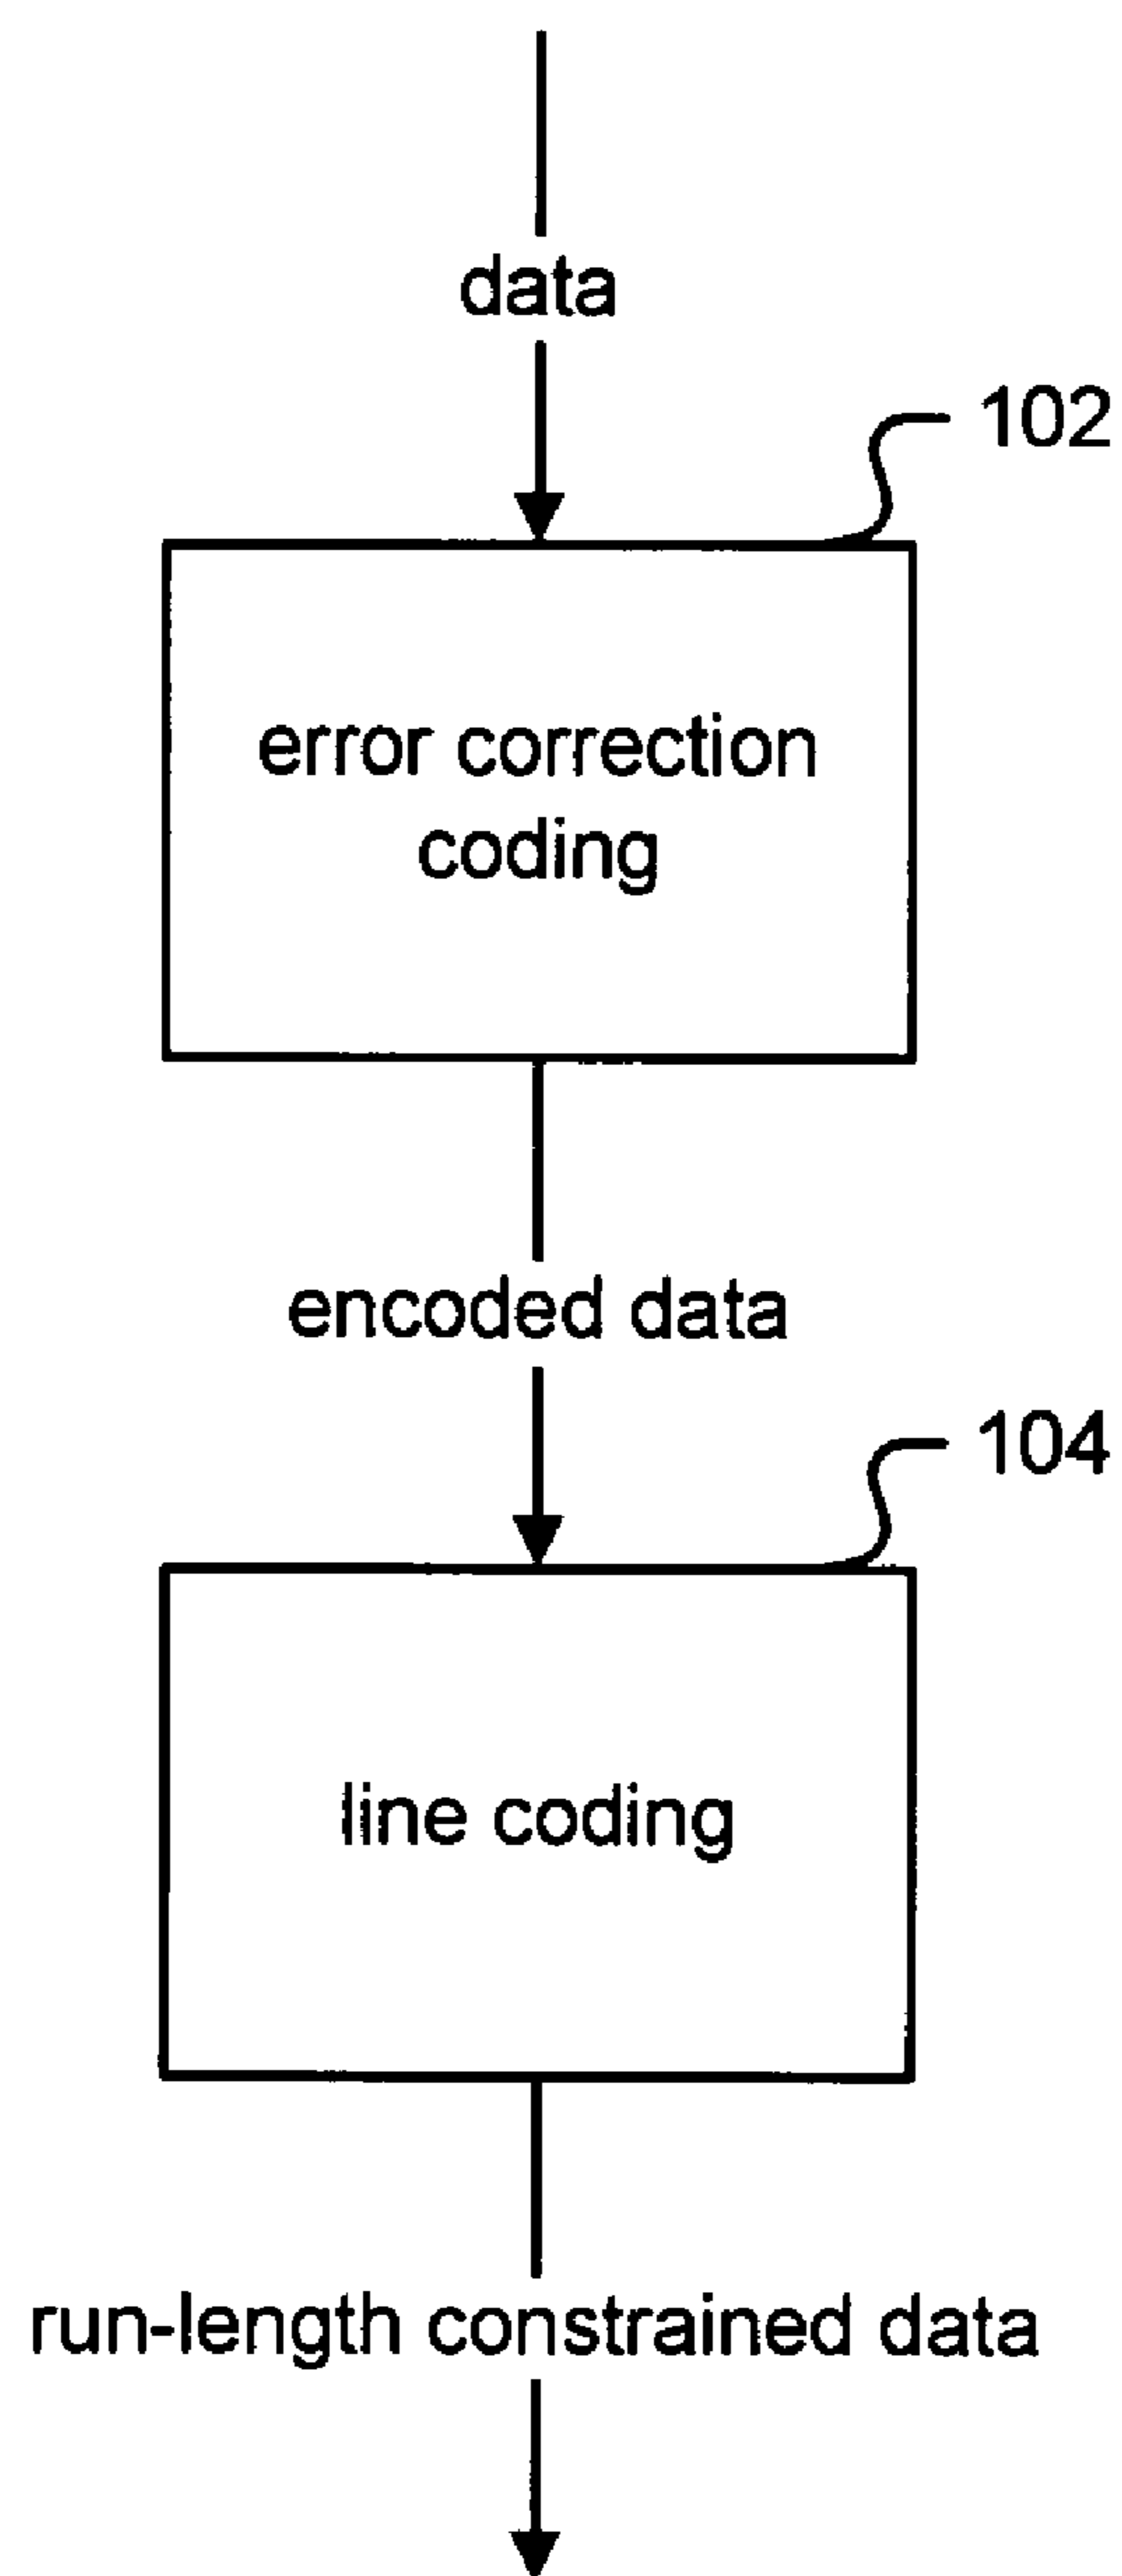 data
102
error correction
coding
encoded data
104
line coding
run-length constrained data